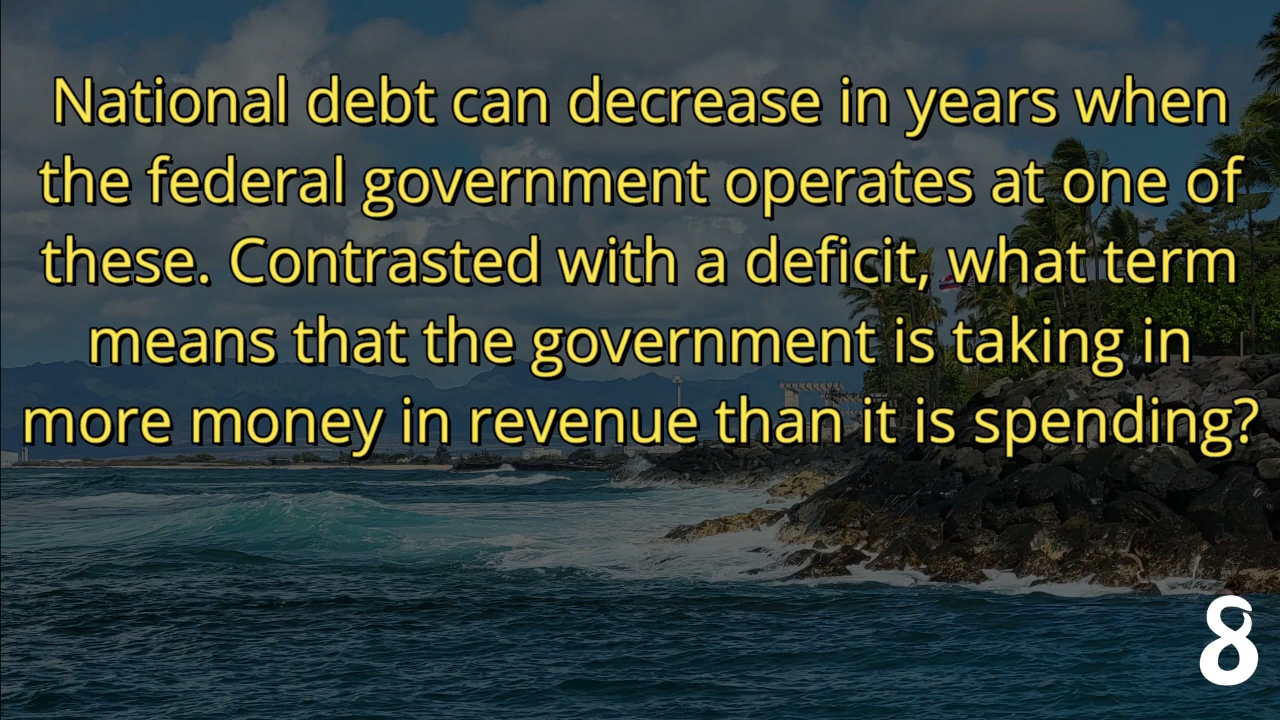 National debt can decrease in years when
the federal government operates at one of
these. Contrasted with a deficit, what term
means that the government is taking in
more money in revenue than it is spending?
8